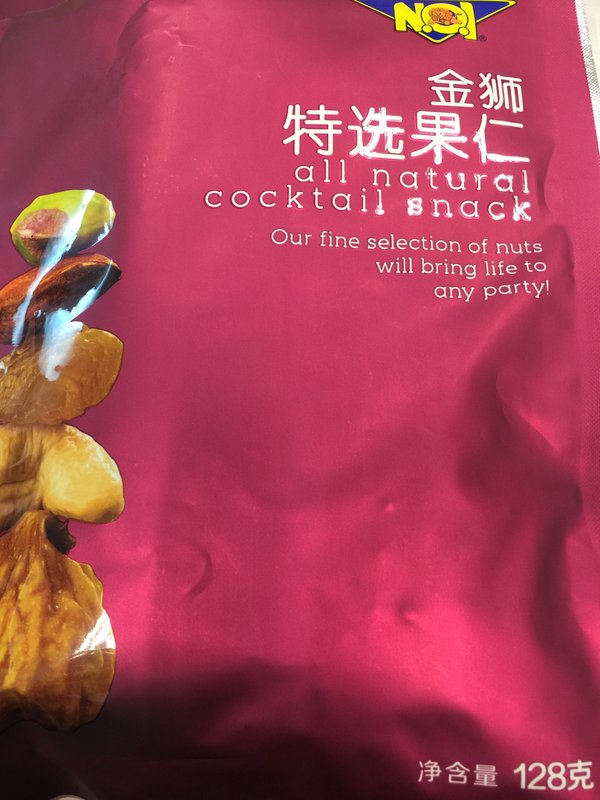 N.O.I
®
金狮
特选果仁
all natural
cocktail snack
Our fine selection of nuts
will bring life to
any party!
净含量 128克